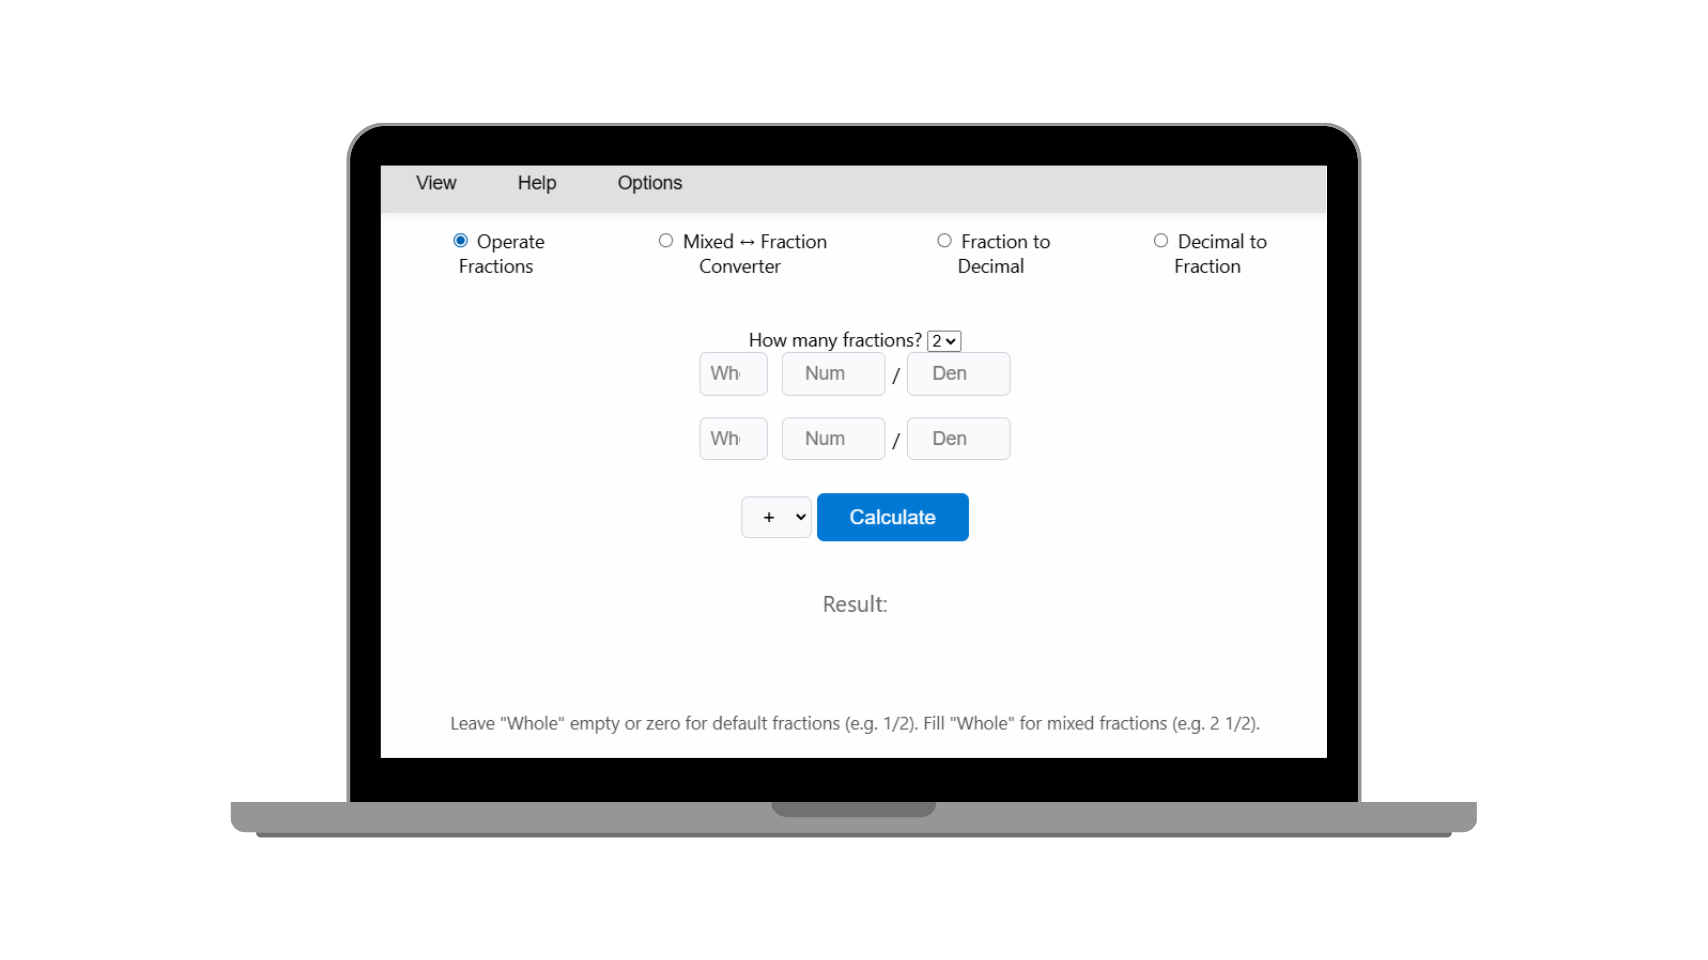 View Help Options
Operate Mixed ↔ Fraction Fraction to Decimal to
Fractions Converter Decimal Fraction
How many fractions? 2
Wh Num / Den
Wh Num / Den
+ Calculate
Result:
Leave "Whole" empty or zero for default fractions (e.g. 1/2). Fill "Whole" for mixed fractions (e.g. 2 1/2).